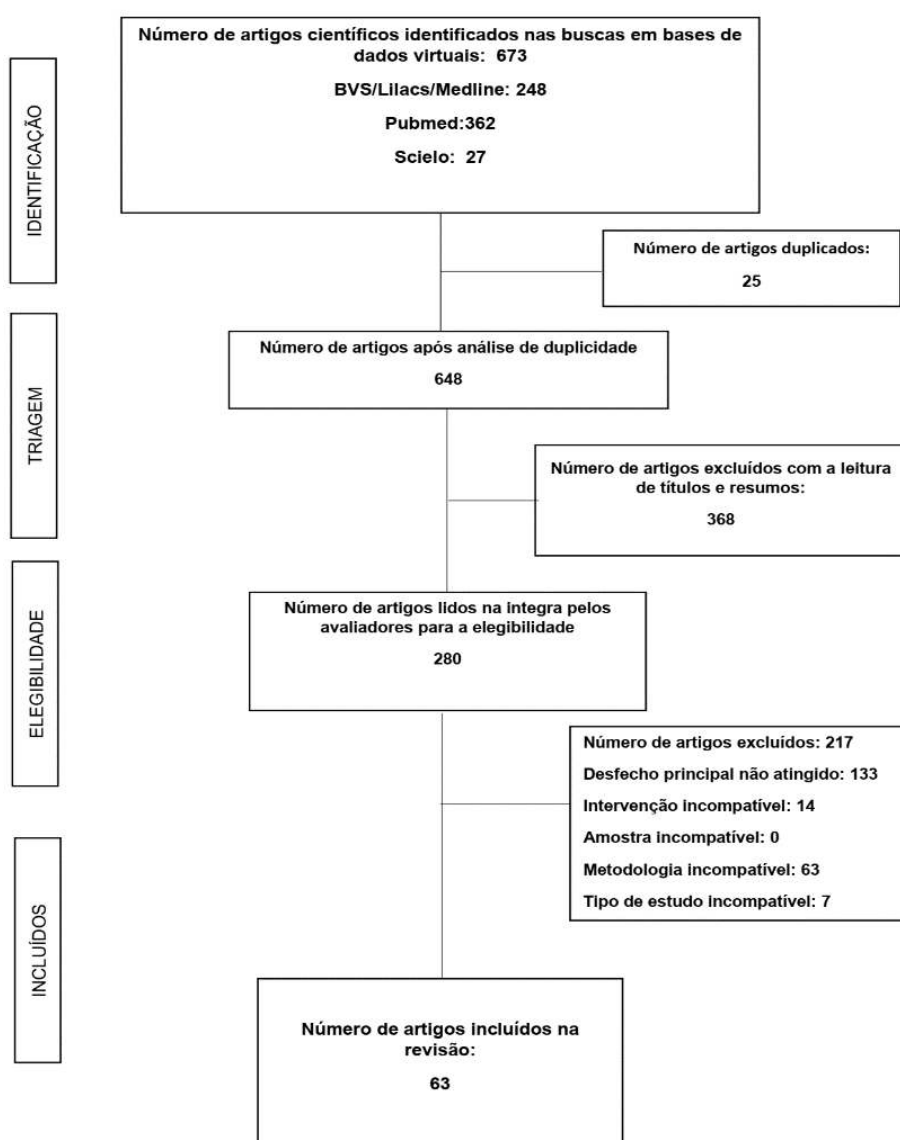 IDENTIFICAÇÃO
Número de artigos científicos identificados nas buscas em bases de
dados virtuais: 673
BVS/Lilacs/Medline: 248
Pubmed:362
Scielo: 27
Número de artigos duplicados:
25
TRIAGEM
Número de artigos após análise de duplicidade
648
Número de artigos excluídos com a leitura
de títulos e resumos:
368
ELEGIBILIDADE
Número de artigos lidos na integra pelos
avaliadores para a elegibilidade
280
Número de artigos excluídos: 217
Desfecho principal não atingido: 133
Intervenção incompatível: 14
Amostra incompatível: 0
Metodologia incompatível: 63
Tipo de estudo incompatível: 7
INCLUÍDOS
Número de artigos incluídos na
revisão:
63